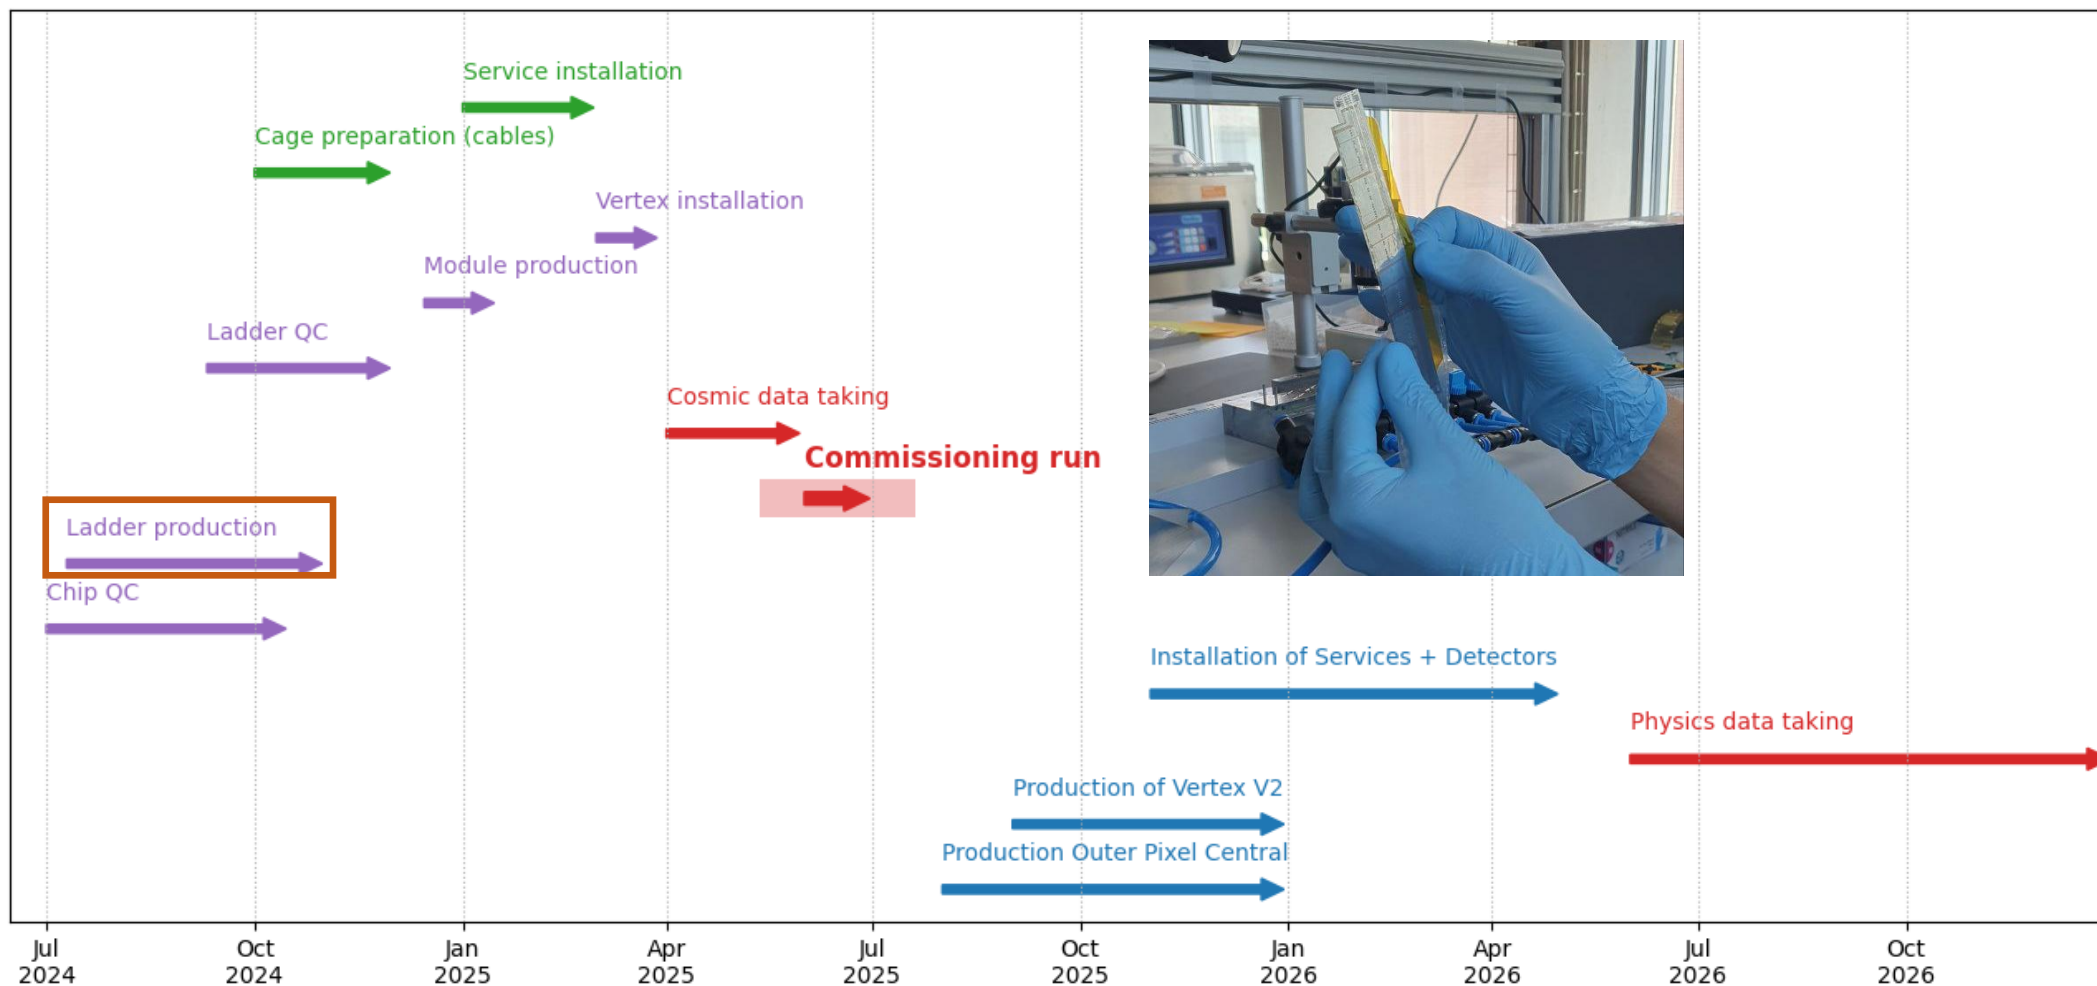 Service installation
Cage preparation (cables)
Vertex installation
Module production
Ladder QC
Cosmic data taking
Commissioning run
Ladder production
Chip QC
Installation of Services + Detectors
Physics data taking
Production of Vertex V2
Production Outer Pixel Central
Jul Oct Jan Apr Jul Oct Jan Apr Jul Oct
2024 2024 2025 2025 2025 2025 2026 2026 2026 2026